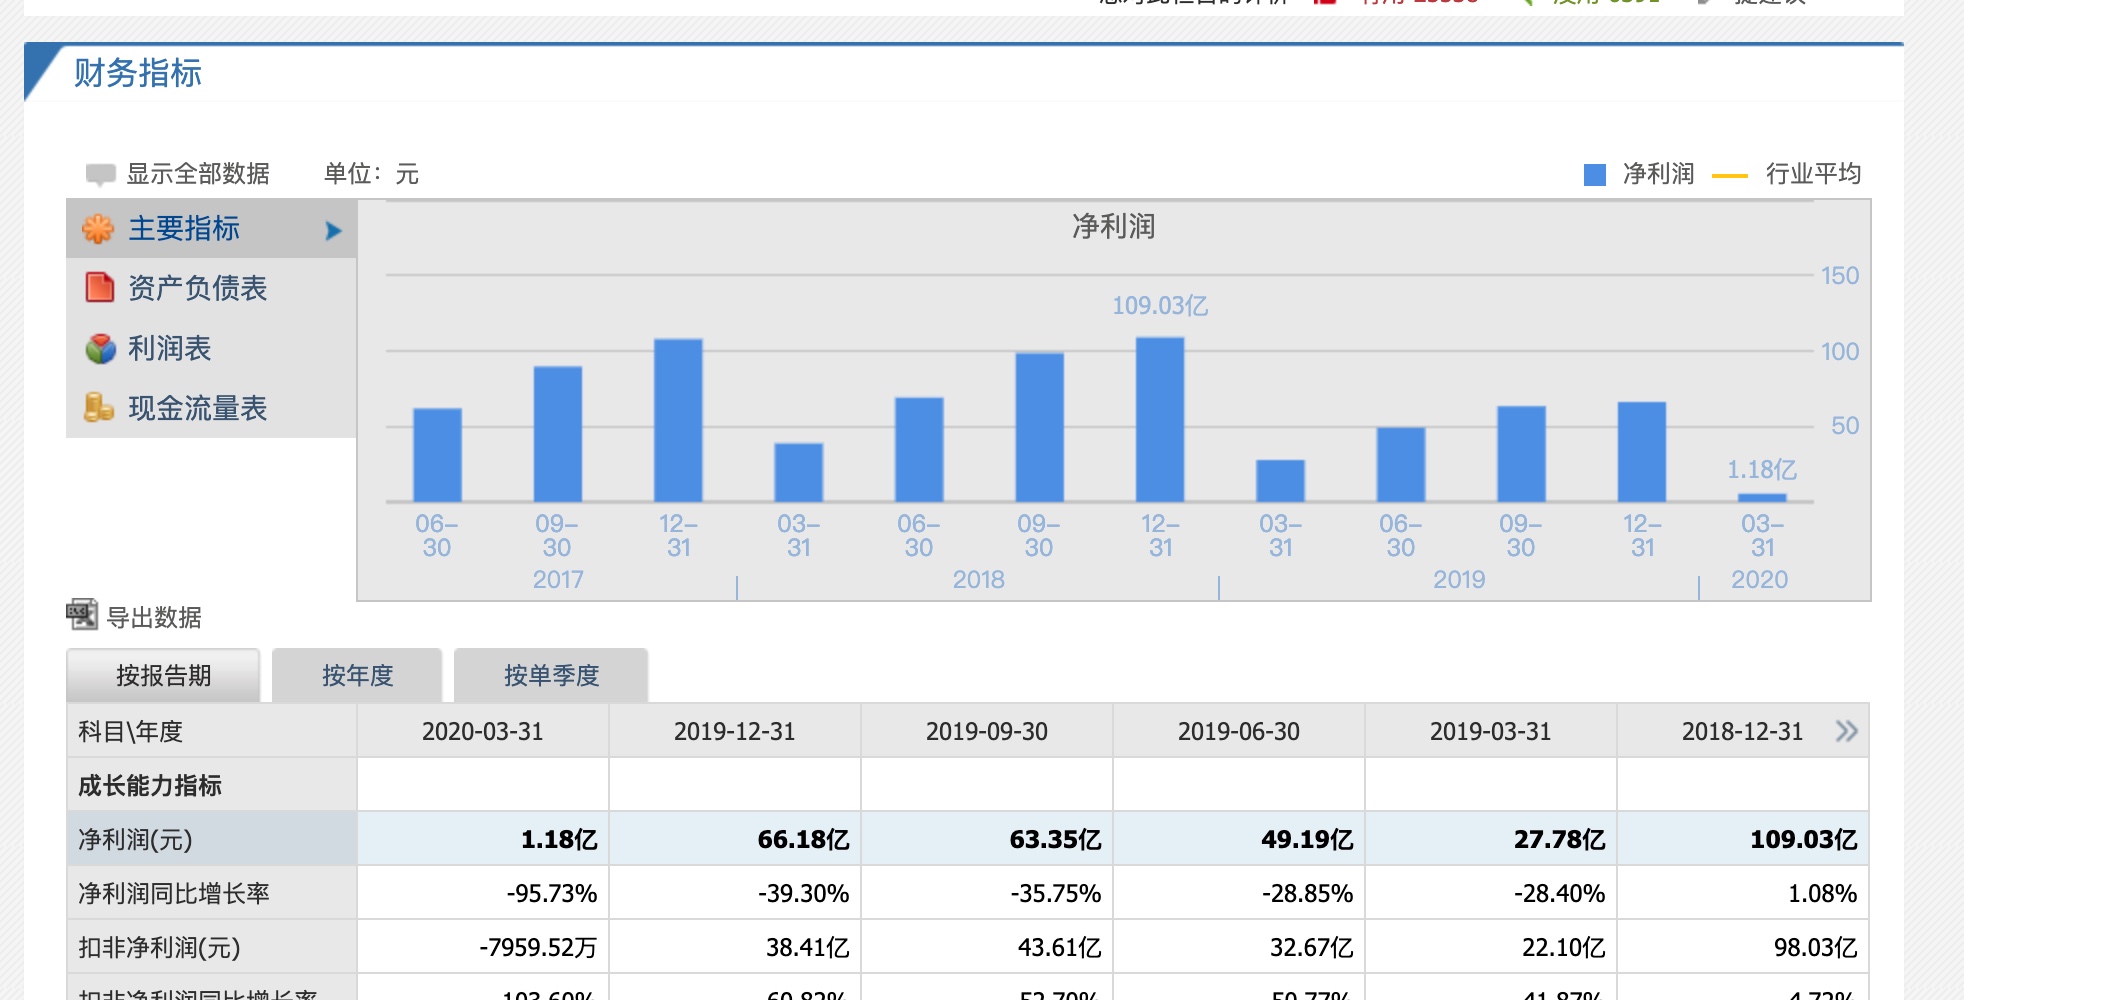 财务指标
显示全部数据 单位：元 净利润 行业平均
主要指标
资产负债表
利润表
现金流量表
净利润
150
100
50
109.03亿
1.18亿
06-30 09-30 12-31 03-31 06-30 09-30 12-31 03-31 06-30 09-30 12-31 03-31
2017 2018 2019 2020
导出数据
按报告期 按年度 按单季度
科目\年度 2020-03-31 2019-12-31 2019-09-30 2019-06-30 2019-03-31 2018-12-31 »
成长能力指标
净利润(元) 1.18亿 66.18亿 63.35亿 49.19亿 27.78亿 109.03亿
净利润同比增长率 -95.73% -39.30% -35.75% -28.85% -28.40% 1.08%
扣非净利润(元) -7959.52万 38.41亿 43.61亿 32.67亿 22.10亿 98.03亿